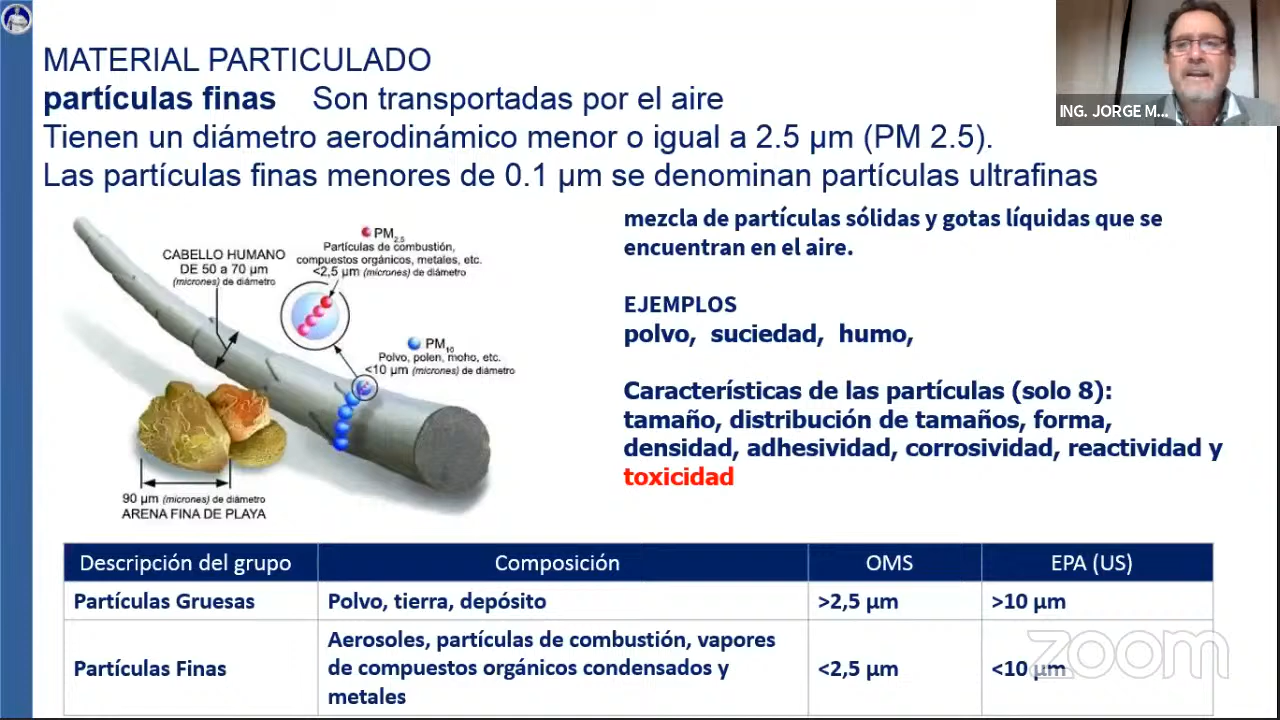 MATERIAL PARTICULADO
partículas finas Son transportadas por el aire
Tienen un diámetro aerodinámico menor o igual a 2.5 µm (PM 2.5).
Las partículas finas menores de 0.1 µm se denominan partículas ultrafinas
ING. JORGE M...
mezcla de partículas sólidas y gotas líquidas que se
encuentran en el aire.
EJEMPLOS
polvo, suciedad, humo,
Características de las partículas (solo 8):
tamaño, distribución de tamaños, forma,
densidad, adhesividad, corrosividad, reactividad y
toxicidad
CABELLO HUMANO
DE 50 a 70 µm
(micrones) de diámetro
PM2.5
Partículas de combustión,
compuestos orgánicos, metales, etc.
<2,5 µm (micrones) de diámetro
PM10
Polvo, polen, moho, etc.
<10 µm (micrones) de diámetro
90 µm (micrones) de diámetro
ARENA FINA DE PLAYA
Descripción del grupo Composición OMS EPA (US)
Partículas Gruesas Polvo, tierra, depósito >2,5 µm >10 µm
Partículas Finas Aerosoles, partículas de combustión, vapores
de compuestos orgánicos condensados y
metales <2,5 µm <10 µm
zoom